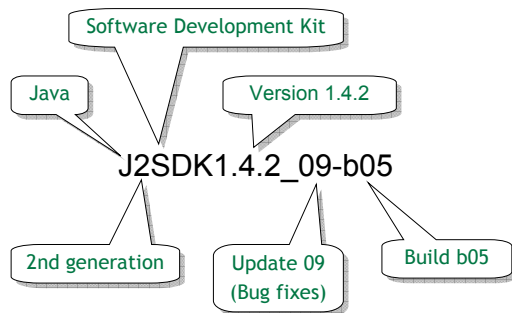 Software Development Kit
Java
Version 1.4.2
J2SDK1.4.2_09-b05
2nd generation
Update 09
(Bug fixes)
Build b05